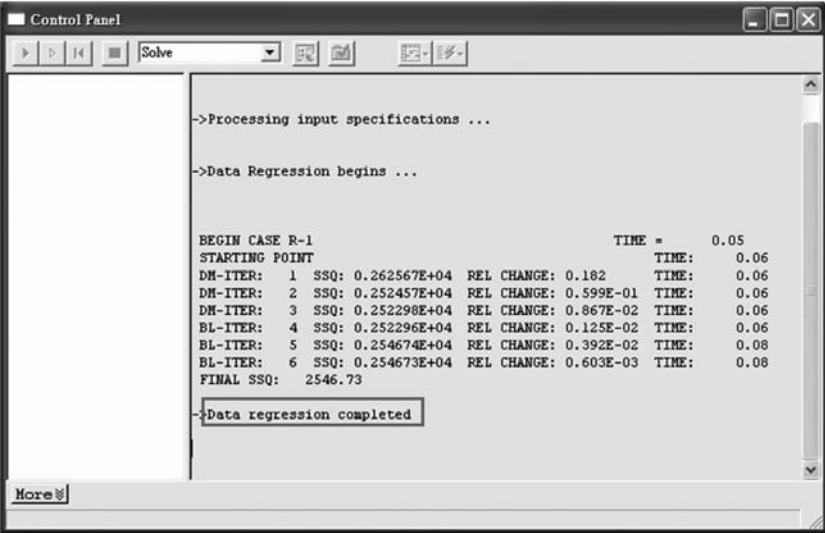 Control Panel
Solve
->Processing input specifications ...
->Data Regression begins ...
BEGIN CASE R-1 TIME = 0.05
STARTING POINT TIME: 0.06
DM-ITER: 1 SSQ: 0.262567E+04 REL CHANGE: 0.182 TIME: 0.06
DM-ITER: 2 SSQ: 0.252457E+04 REL CHANGE: 0.599E-01 TIME: 0.06
DM-ITER: 3 SSQ: 0.252298E+04 REL CHANGE: 0.867E-02 TIME: 0.06
BL-ITER: 4 SSQ: 0.252296E+04 REL CHANGE: 0.125E-02 TIME: 0.06
BL-ITER: 5 SSQ: 0.254674E+04 REL CHANGE: 0.392E-02 TIME: 0.08
BL-ITER: 6 SSQ: 0.254673E+04 REL CHANGE: 0.603E-03 TIME: 0.08
FINAL SSQ: 2546.73
->Data regression completed
More